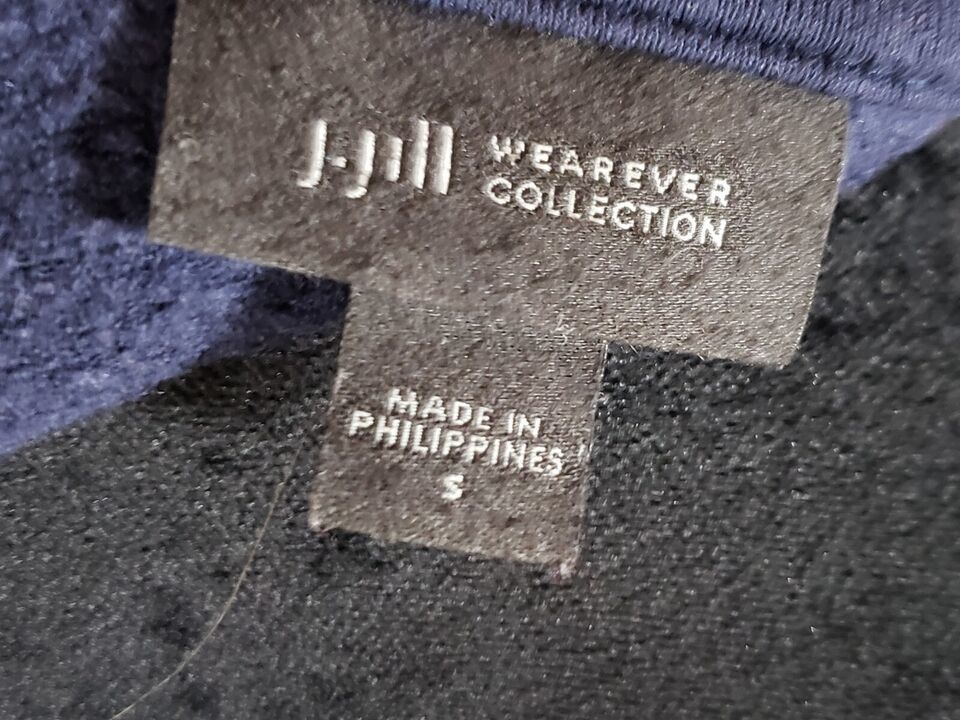 J.Jill WEAREVER
COLLECTION
MADE IN
PHILIPPINES
S